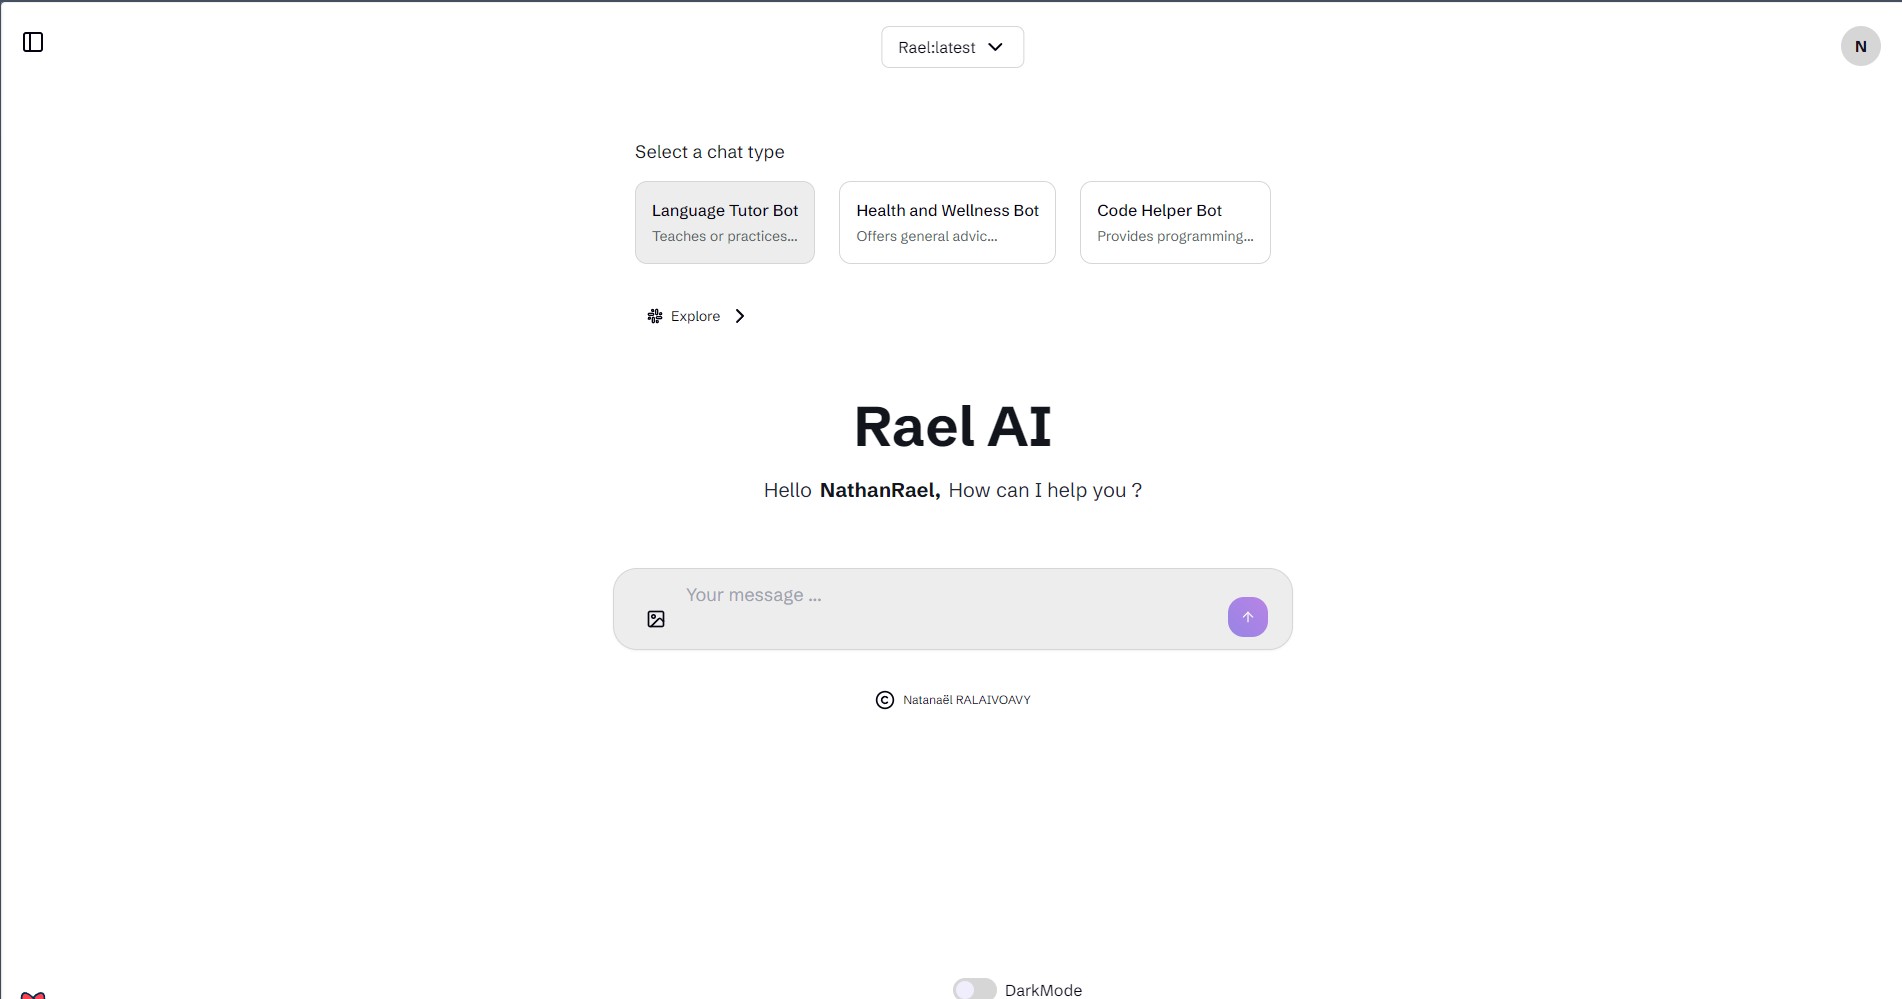 Rael:latest
N
Select a chat type
Language Tutor Bot
Teaches or practices...
Health and Wellness Bot
Offers general advic...
Code Helper Bot
Provides programming...
Explore
Rael AI
Hello NathanRael, How can I help you ?
Your message ...
© Natanaël RALAIVOAVY
DarkMode